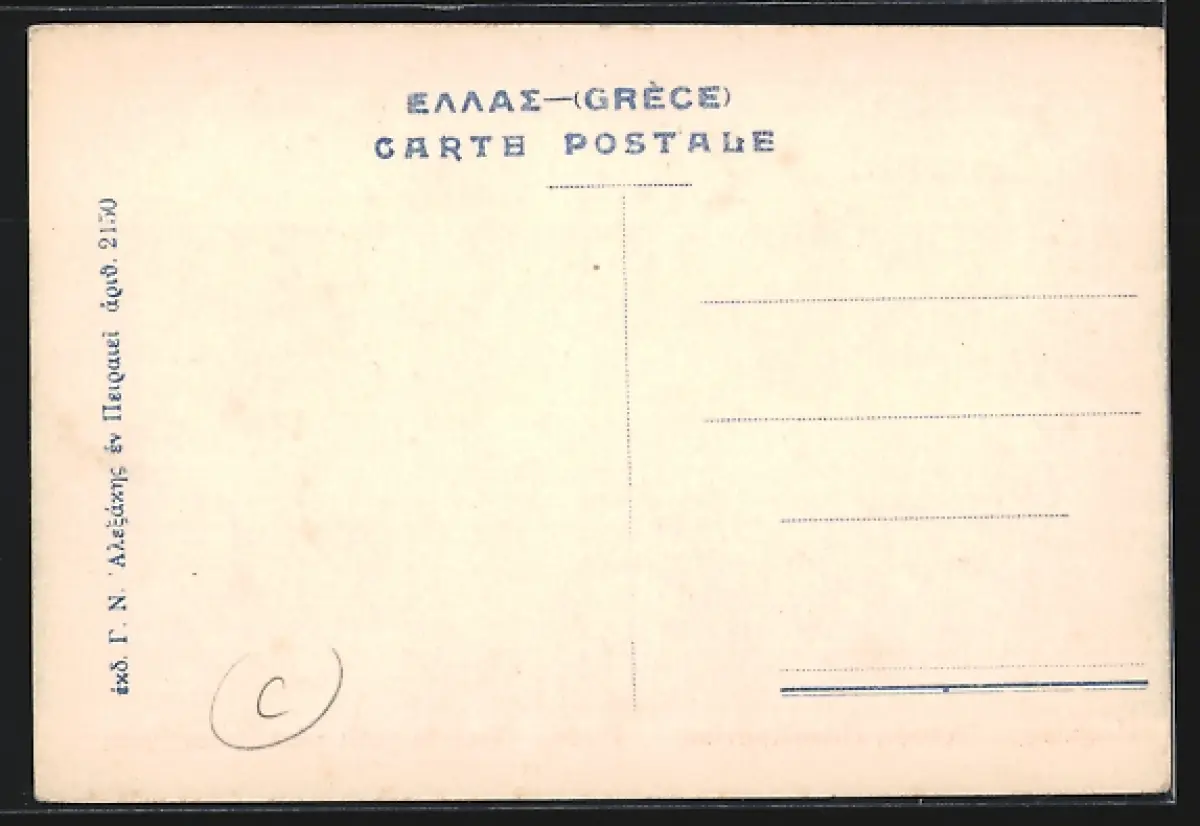 ΕΛΛΑΣ—(GRÈCE)
CARTE POSTALE
ἐκδ. Γ. Ν. Ἀλεξάκης ἐν Πειραιεῖ ἀριθ. 2150
C